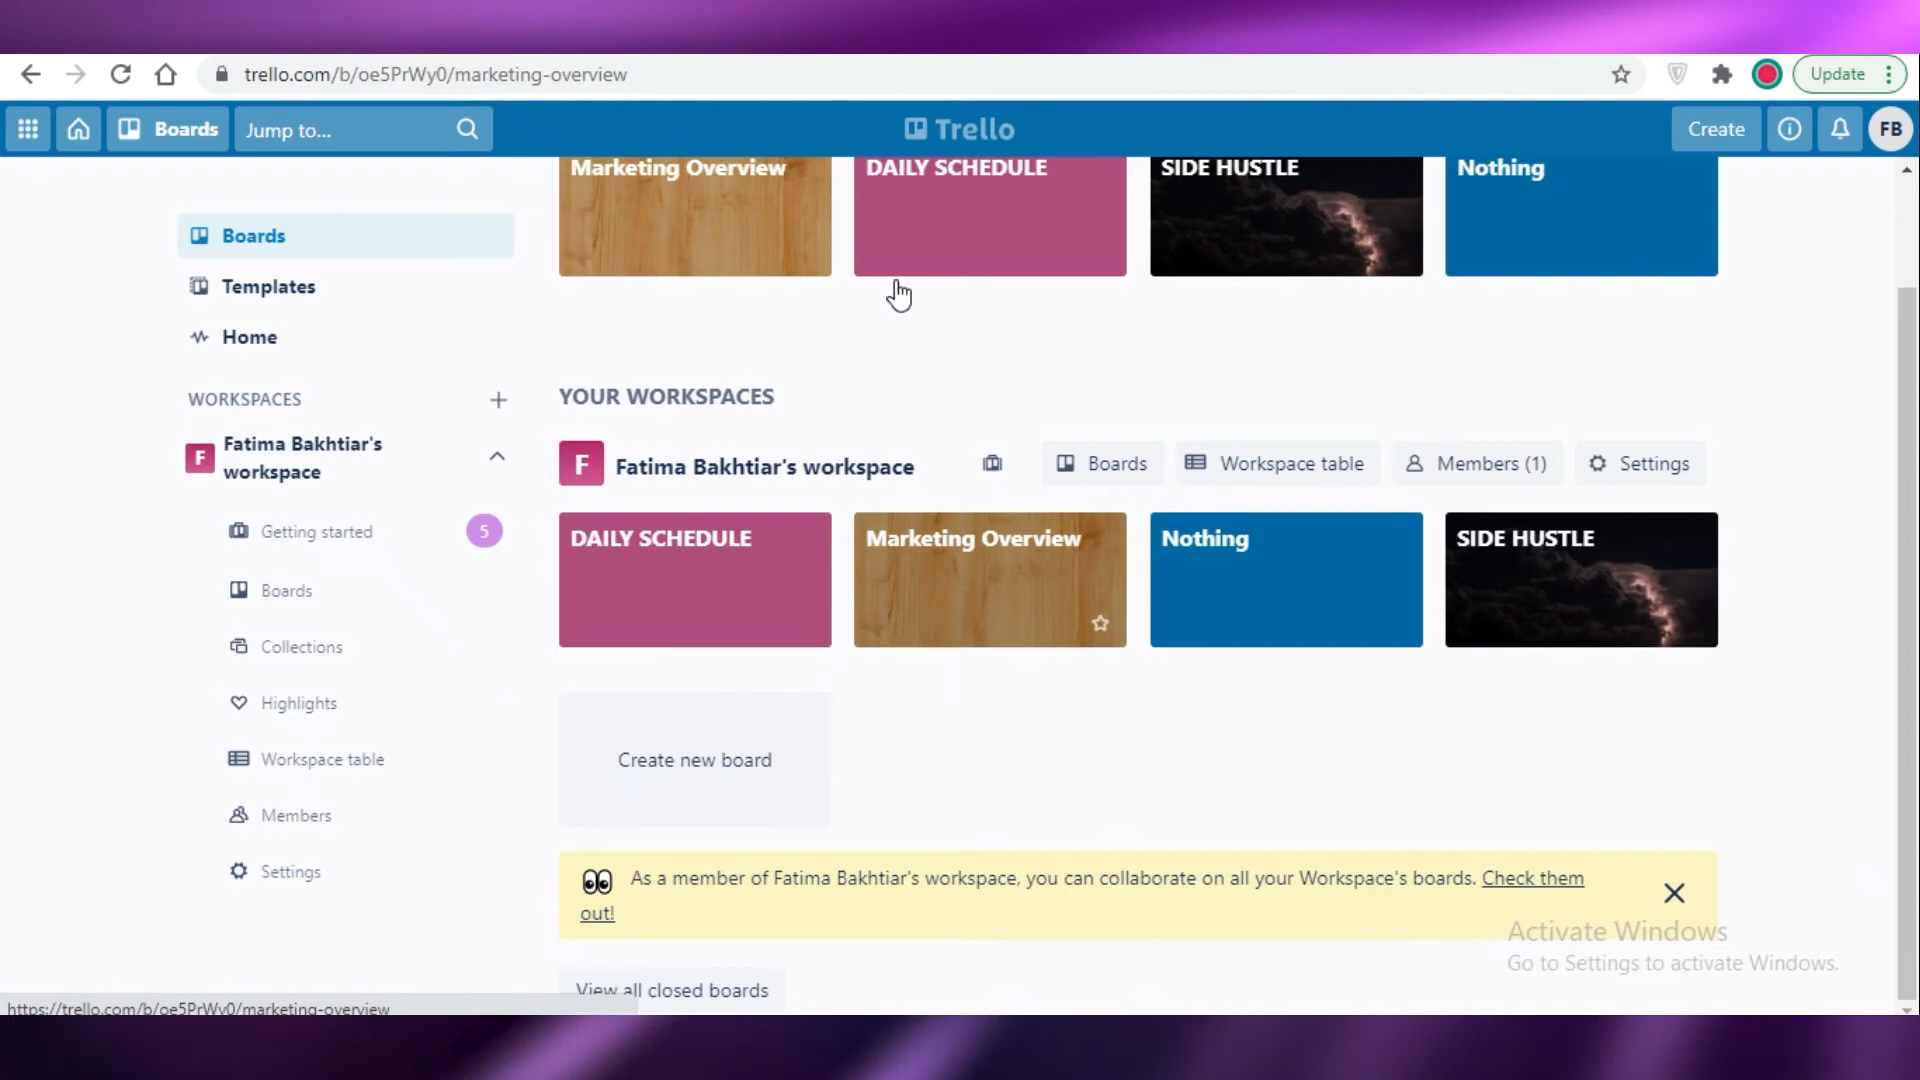 trello.com/b/oe5PrWy0/marketing-overview
Update
Boards
Jump to...
Trello
Create
FB
Marketing Overview
DAILY SCHEDULE
SIDE HUSTLE
Nothing
Boards
Templates
Home
WORKSPACES
F
Fatima Bakhtiar's
workspace
Getting started
5
Boards
Collections
Highlights
Workspace table
Members
Settings
YOUR WORKSPACES
F
Fatima Bakhtiar's workspace
Boards
Workspace table
Members (1)
Settings
DAILY SCHEDULE
Marketing Overview
Nothing
SIDE HUSTLE
Create new board
As a member of Fatima Bakhtiar's workspace, you can collaborate on all your Workspace's boards. Check them
out!
View all closed boards
Activate Windows
Go to Settings to activate Windows.
https://trello.com/b/oe5PrWy0/marketing-overview